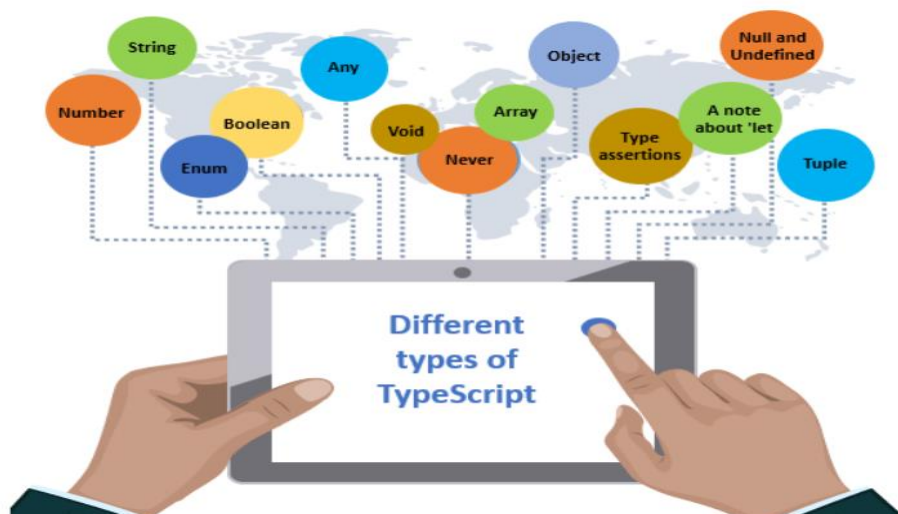 String
Any
Object
Null and
Undefined
Number
Boolean
Void
Array
A note
about 'let
Enum
Never
Type
assertions
Tuple
Different
types of
TypeScript